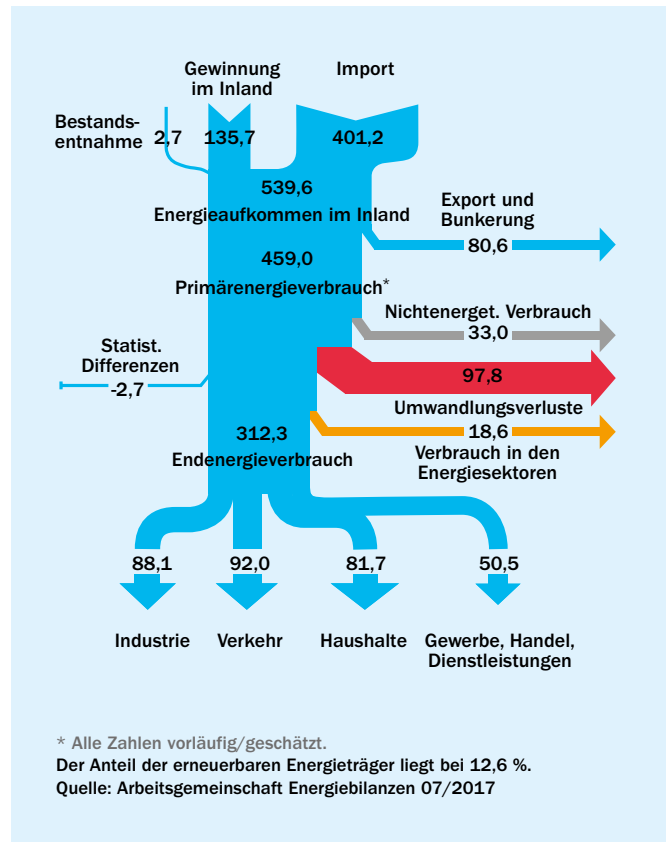 Gewinnung
im Inland
Import
Bestands-
entnahme 2,7
135,7
401,2
539,6
Energieaufkommen im Inland
Export und
Bunkerung
80,6
459,0
Primärenergieverbrauch*
Nichtenerget. Verbrauch
33,0
Statist.
Differenzen
-2,7
97,8
Umwandlungsverluste
18,6
Verbrauch in den
Energiesektoren
312,3
Endenergieverbrauch
88,1
92,0
81,7
50,5
Industrie
Verkehr
Haushalte
Gewerbe, Handel,
Dienstleistungen
* Alle Zahlen vorläufig/geschätzt.
Der Anteil der erneuerbaren Energieträger liegt bei 12,6 %.
Quelle: Arbeitsgemeinschaft Energiebilanzen 07/2017